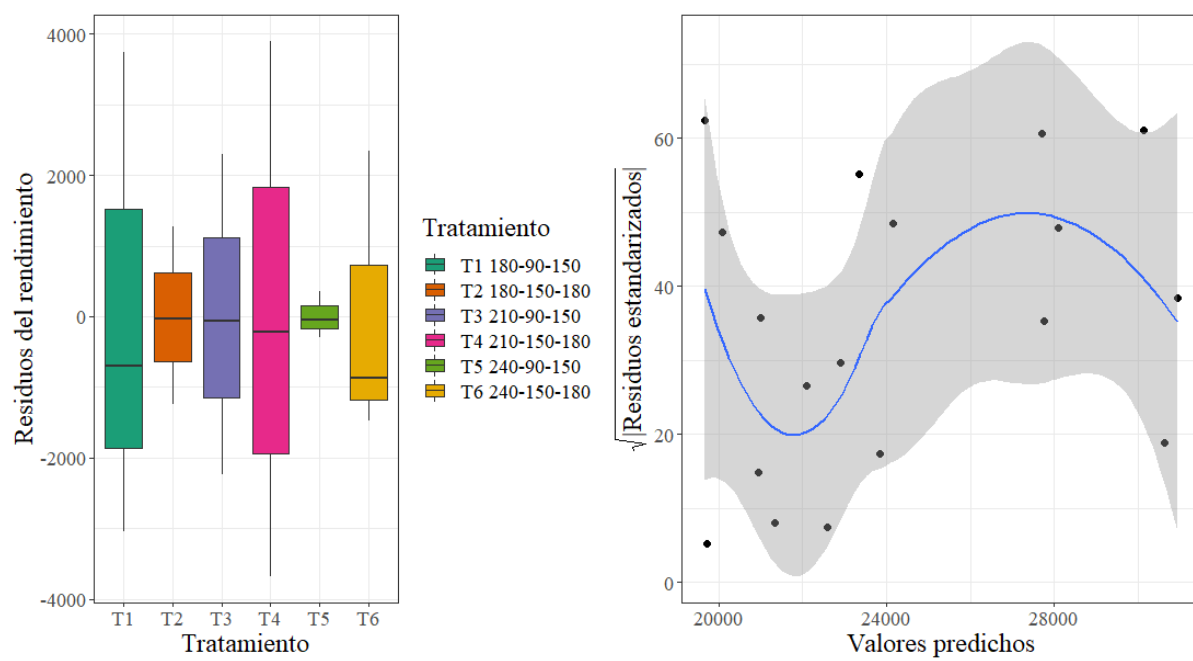 Residuos del rendimiento
4000
2000
0
-2000
-4000
T1 T2 T3 T4 T5 T6
Tratamiento
Tratamiento
T1 180-90-150
T2 180-150-180
T3 210-90-150
T4 210-150-180
T5 240-90-150
T6 240-150-180
√|Residuos estandarizados|
60
40
20
0
20000 24000 28000
Valores predichos